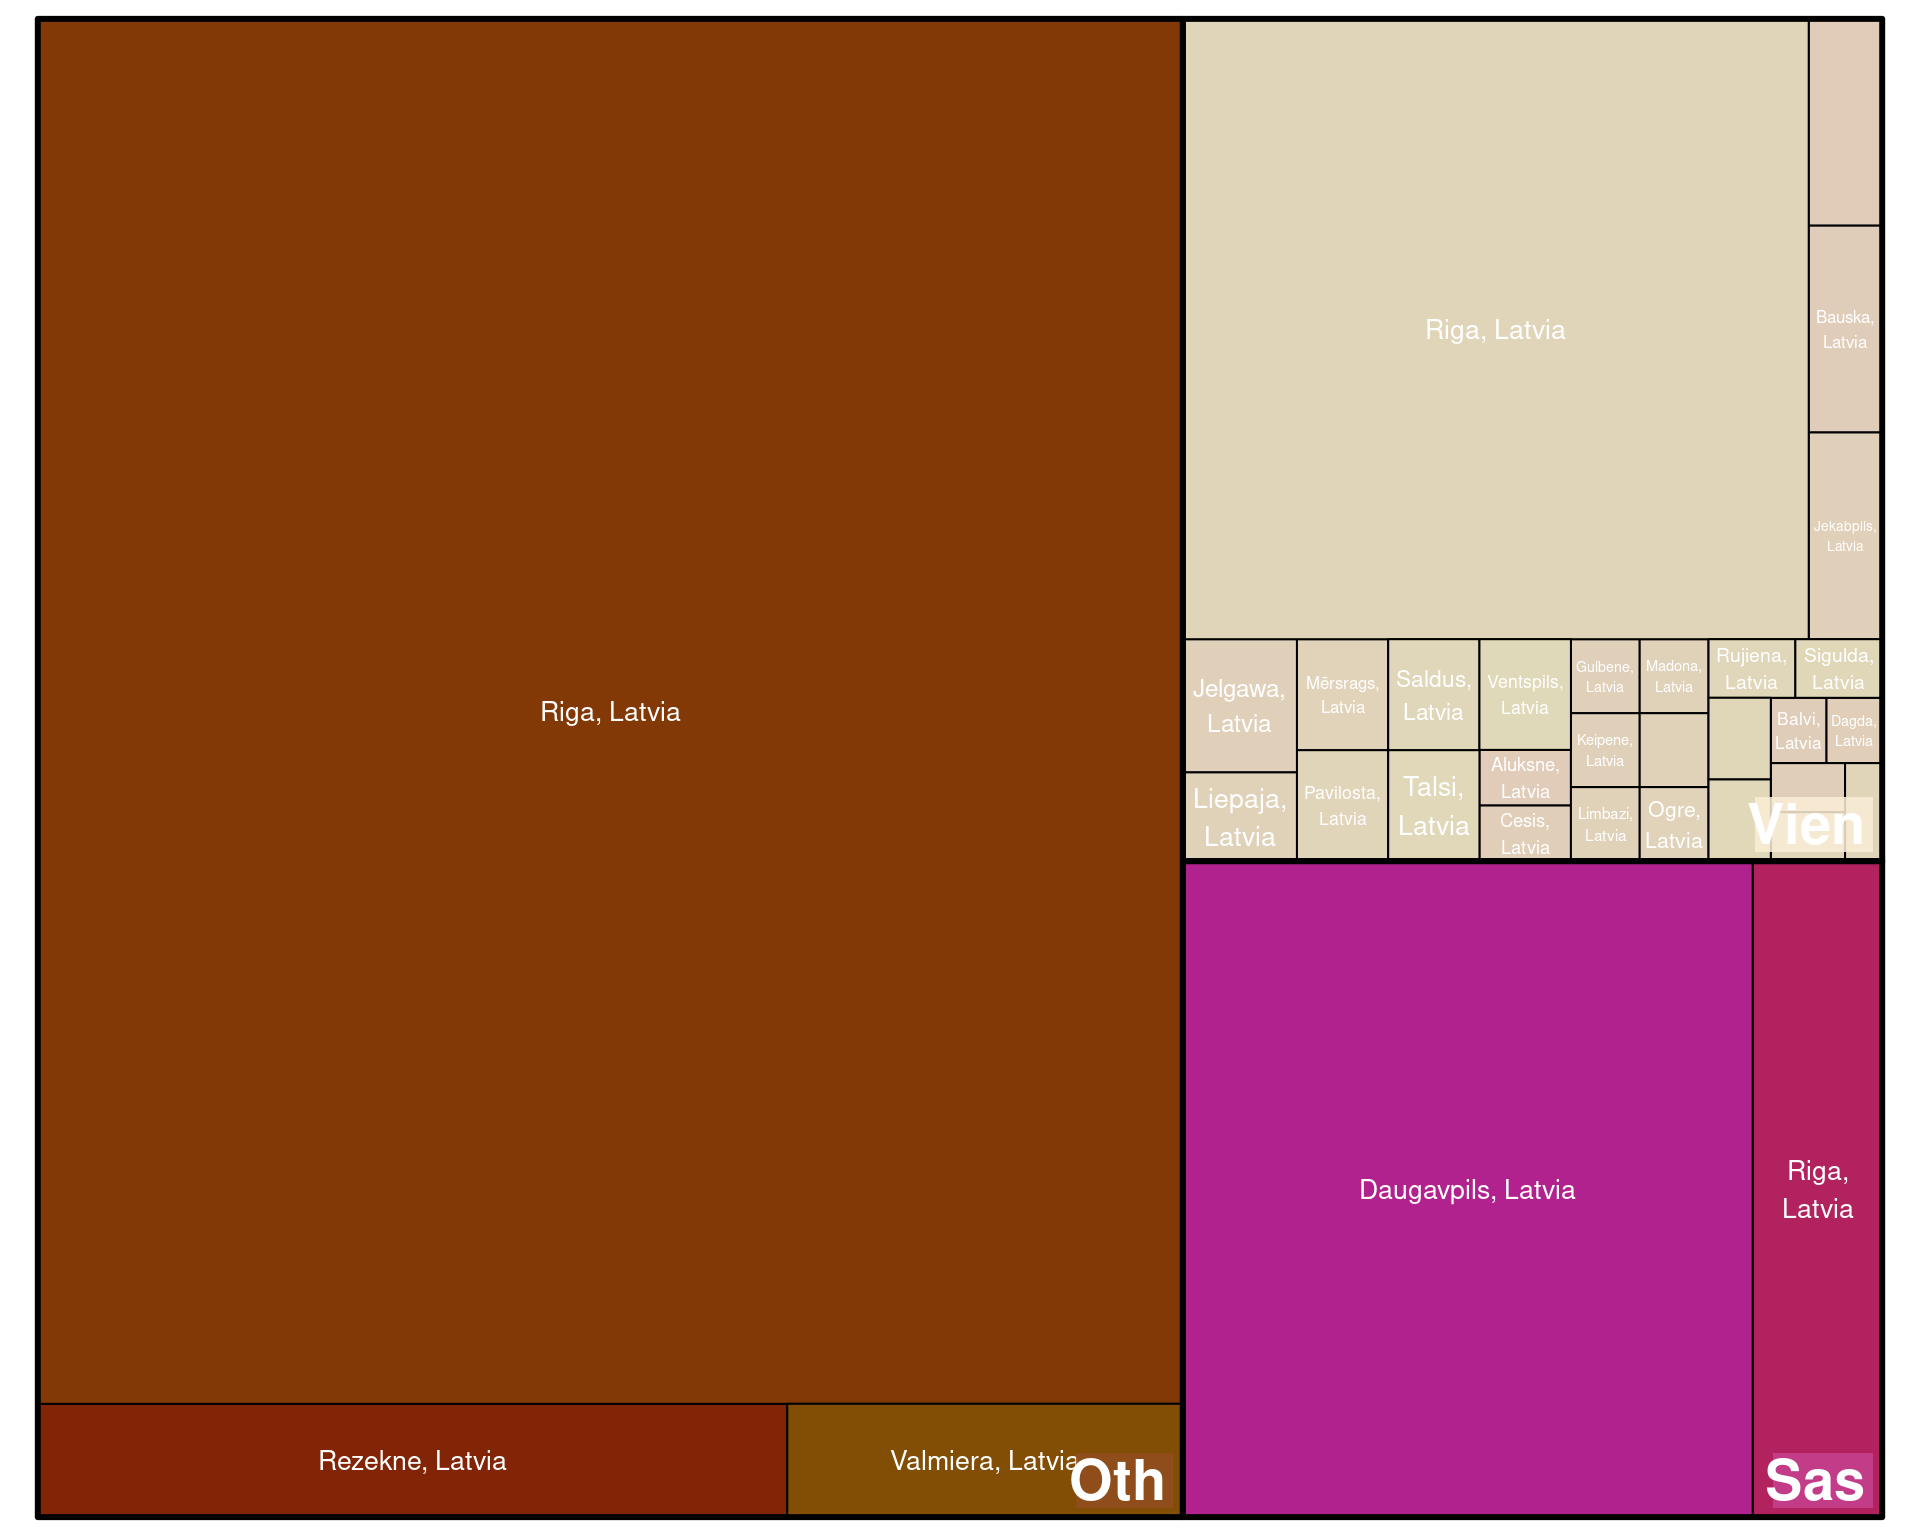 Riga, Latvia
Rezekne, Latvia
Valmiera, Latvia
Oth
Riga, Latvia
Bauska,
Latvia
Jekabpils,
Latvia
Jelgawa,
Latvia
Liepaja,
Latvia
Mērsrags,
Latvia
Pavilosta,
Latvia
Saldus,
Latvia
Talsi,
Latvia
Ventspils,
Latvia
Aluksne,
Latvia
Cesis,
Latvia
Gulbene,
Latvia
Keipene,
Latvia
Limbazi,
Latvia
Madona,
Latvia
Ogre,
Latvia
Rujiena,
Latvia
Sigulda,
Latvia
Balvi,
Latvia
Dagda,
Latvia
Vien
Daugavpils, Latvia
Riga,
Latvia
Sas